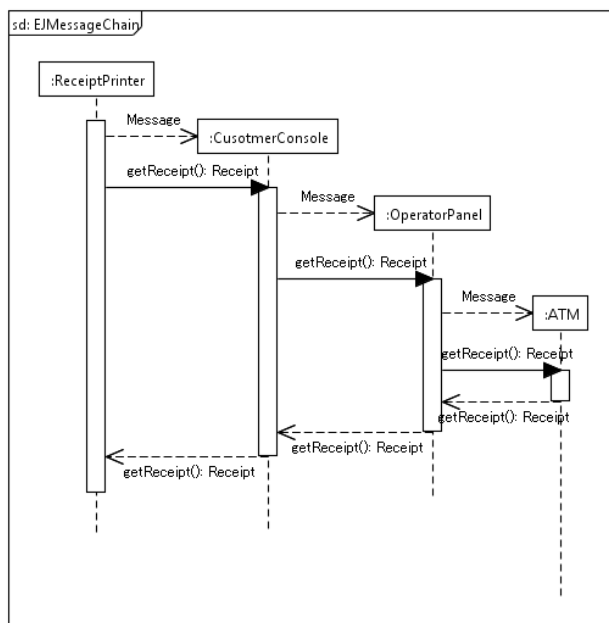 sd: EJMessageChain
:ReceiptPrinter
Message
:CusotmerConsole
getReceipt(): Receipt
Message
:OperatorPanel
getReceipt(): Receipt
Message
:ATM
getReceipt(): Receipt
getReceipt(): Receipt
getReceipt(): Receipt
getReceipt(): Receipt